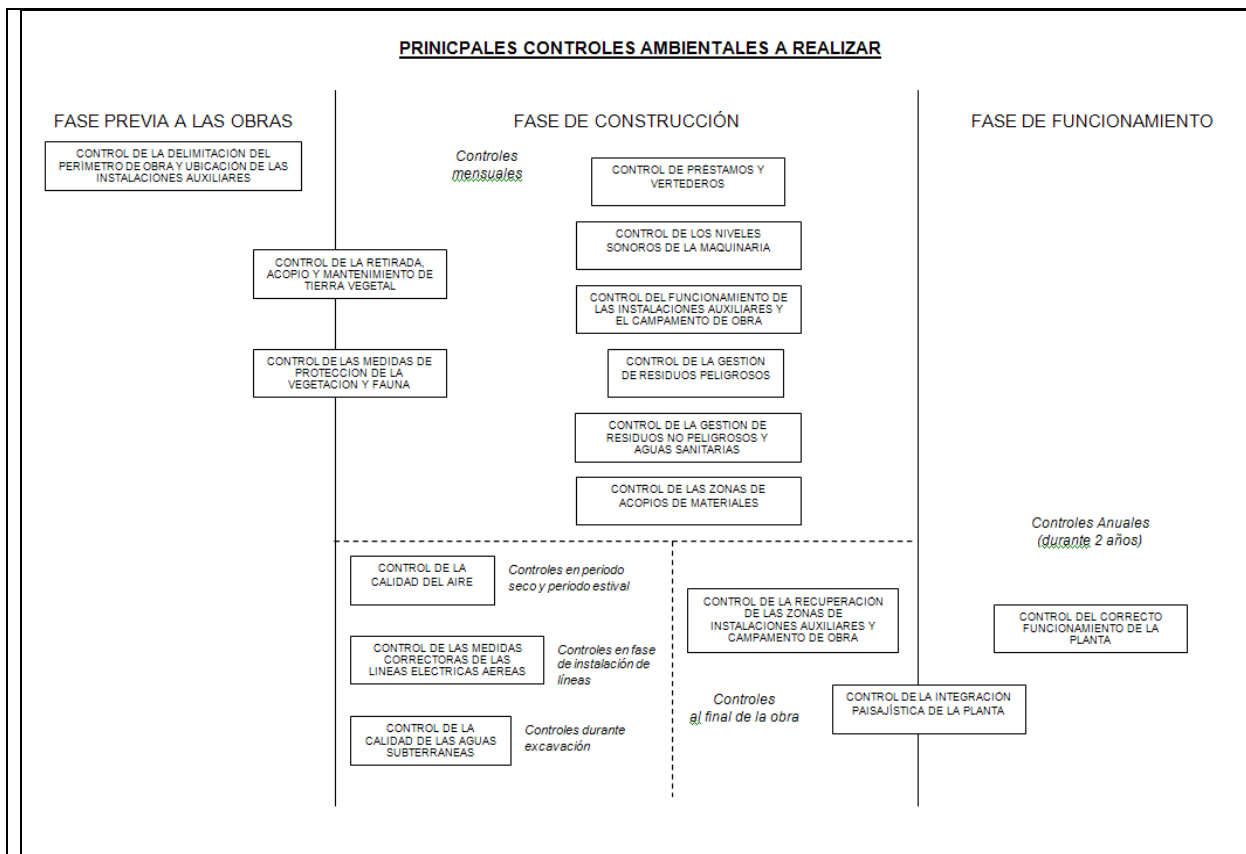 PRINICPALES CONTROLES AMBIENTALES A REALIZAR
FASE PREVIA A LAS OBRAS
CONTROL DE LA DELIMITACIÓN DEL
PERÍMETRO DE OBRA Y UBICACIÓN DE LAS
INSTALACIONES AUXILIARES
CONTROL DE LA RETIRADA,
ACOPIO Y MANTENIMIENTO DE
TIERRA VEGETAL
CONTROL DE LAS MEDIDAS DE
PROTECCION DE LA
VEGETACION Y FAUNA
FASE DE CONSTRUCCIÓN
Controles
mensuales
CONTROL DE PRÉSTAMOS Y
VERTEDEROS
CONTROL DE LOS NIVELES
SONOROS DE LA MAQUINARIA
CONTROL DEL FUNCIONAMIENTO DE
LAS INSTALACIONES AUXILIARES Y
EL CAMPAMENTO DE OBRA
CONTROL DE LA GESTIÓN
DE RESIDUOS PELIGROSOS
CONTROL DE LA GESTION DE
RESIDUOS NO PELIGROSOS Y
AGUAS SANITARIAS
CONTROL DE LAS ZONAS DE
ACOPIOS DE MATERIALES
CONTROL DE LA
CALIDAD DEL AIRE
Controles en periodo
seco y periodo estival
CONTROL DE LAS MEDIDAS
CORRECTORAS DE LAS
LINEAS ELECTRICAS AEREAS
Controles en fase
de instalación de
líneas
CONTROL DE LA
CALIDAD DE LAS AGUAS
SUBTERRANEAS
Controles durante
excavación
CONTROL DE LA RECUPERACIÓN
DE LAS ZONAS DE
INSTALACIONES AUXILIARES Y
CAMPAMENTO DE OBRA
Controles
al final de la obra
CONTROL DE LA INTEGRACIÓN
PAISAJÍSTICA DE LA PLANTA
FASE DE FUNCIONAMIENTO
Controles Anuales
(durante 2 años)
CONTROL DEL CORRECTO
FUNCIONAMIENTO DE LA
PLANTA